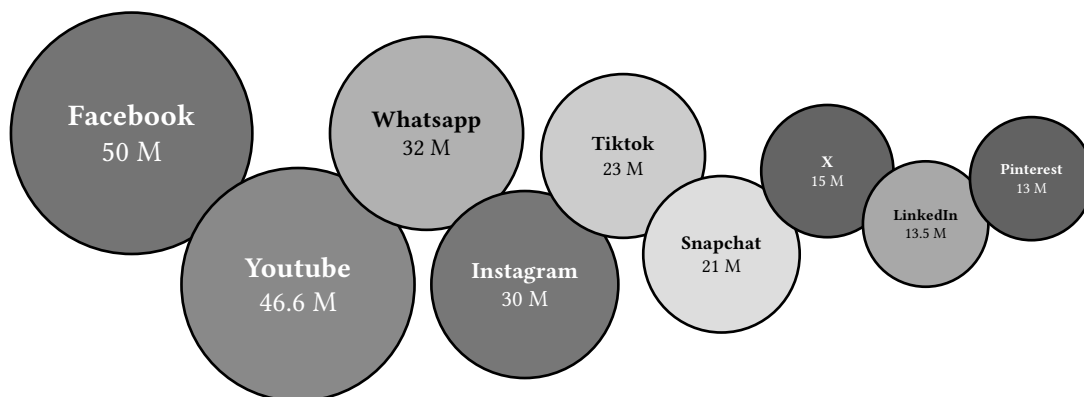 Facebook
50 M
Youtube
46.6 M
Whatsapp
32 M
Instagram
30 M
Tiktok
23 M
Snapchat
21 M
X
15 M
LinkedIn
13.5 M
Pinterest
13 M